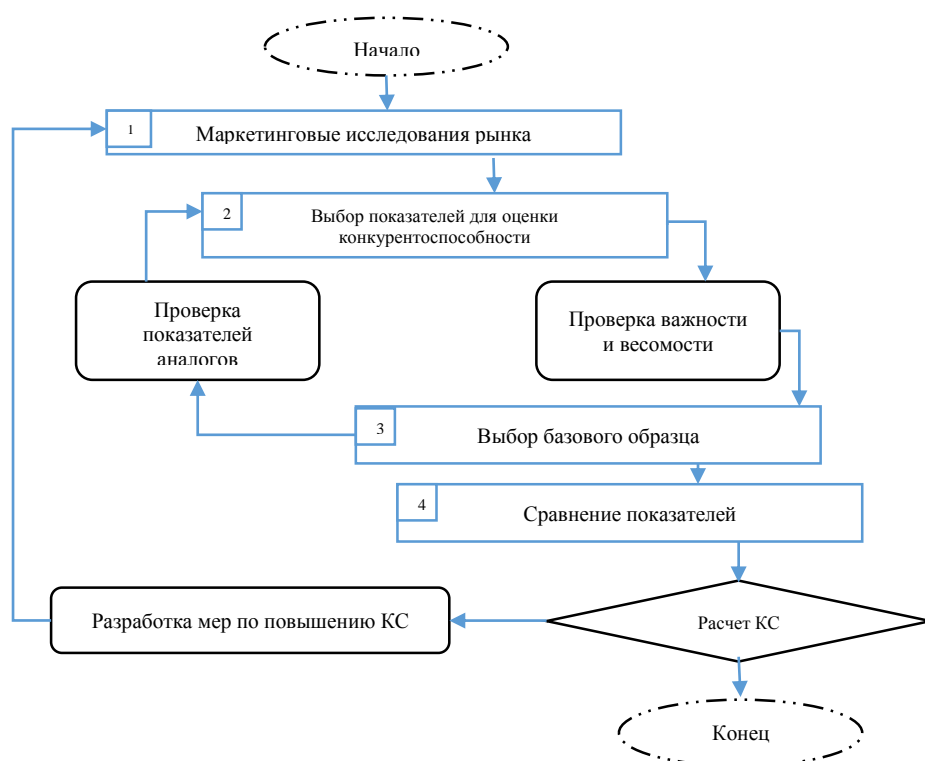 Начало
1
Маркетинговые исследования рынка
2
Выбор показателей для оценки
конкурентоспособности
Проверка
показателей
аналогов
Проверка важности
и весомости
3
Выбор базового образца
4
Сравнение показателей
Разработка мер по повышению КС
Расчет КС
Конец